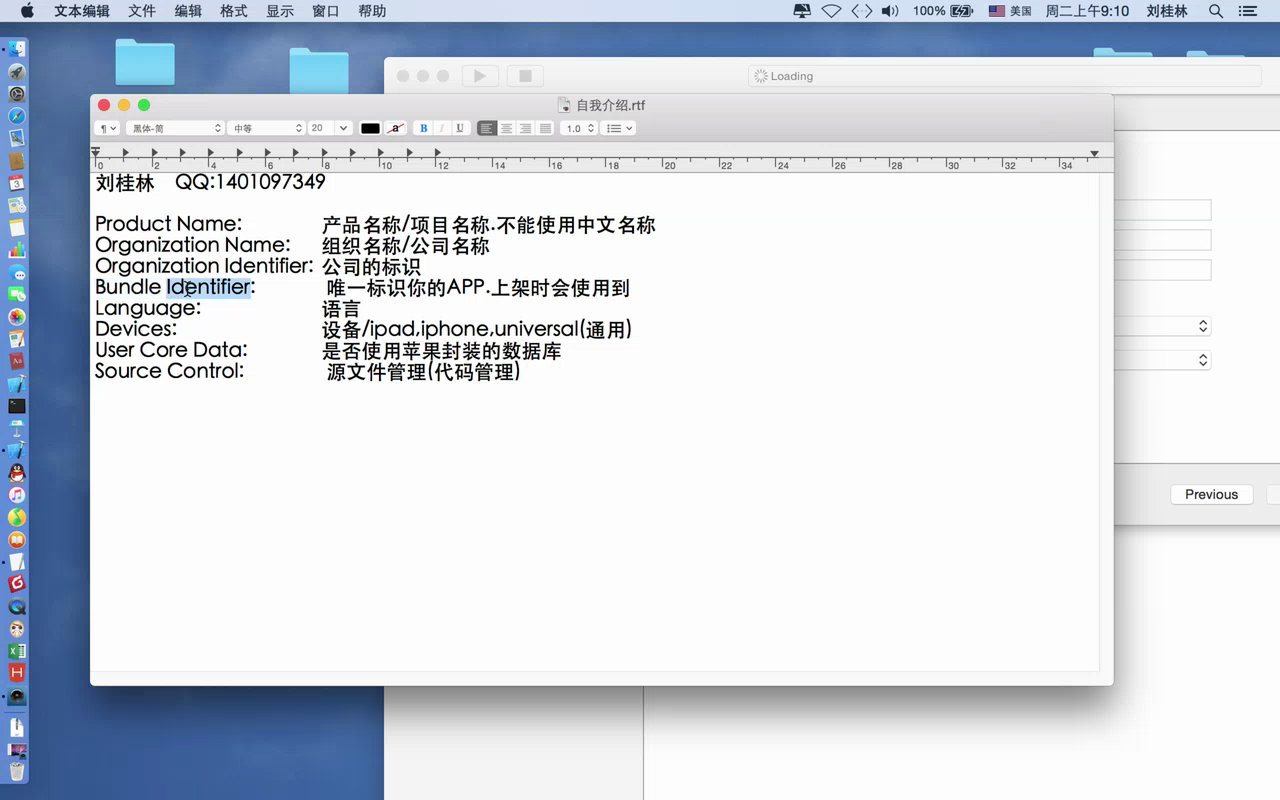 文本编辑 文件 编辑 格式 显示 窗口 帮助 100% 美国 周二上午9:10 刘桂林
Loading
自我介绍.rtf
黑体-简 中等 20 a B I U 1.0
0 2 4 6 8 10 12 14 16 18 20 22 24 26 28 30 32 34
刘桂林 QQ:1401097349
Product Name: 产品名称/项目名称.不能使用中文名称
Organization Name: 组织名称/公司名称
Organization Identifier: 公司的标识
Bundle Identifier: 唯一标识你的APP.上架时会使用到
Language: 语言
Devices: 设备/ipad,iphone,universal(通用)
User Core Data: 是否使用苹果封装的数据库
Source Control: 源文件管理(代码管理)
Previous